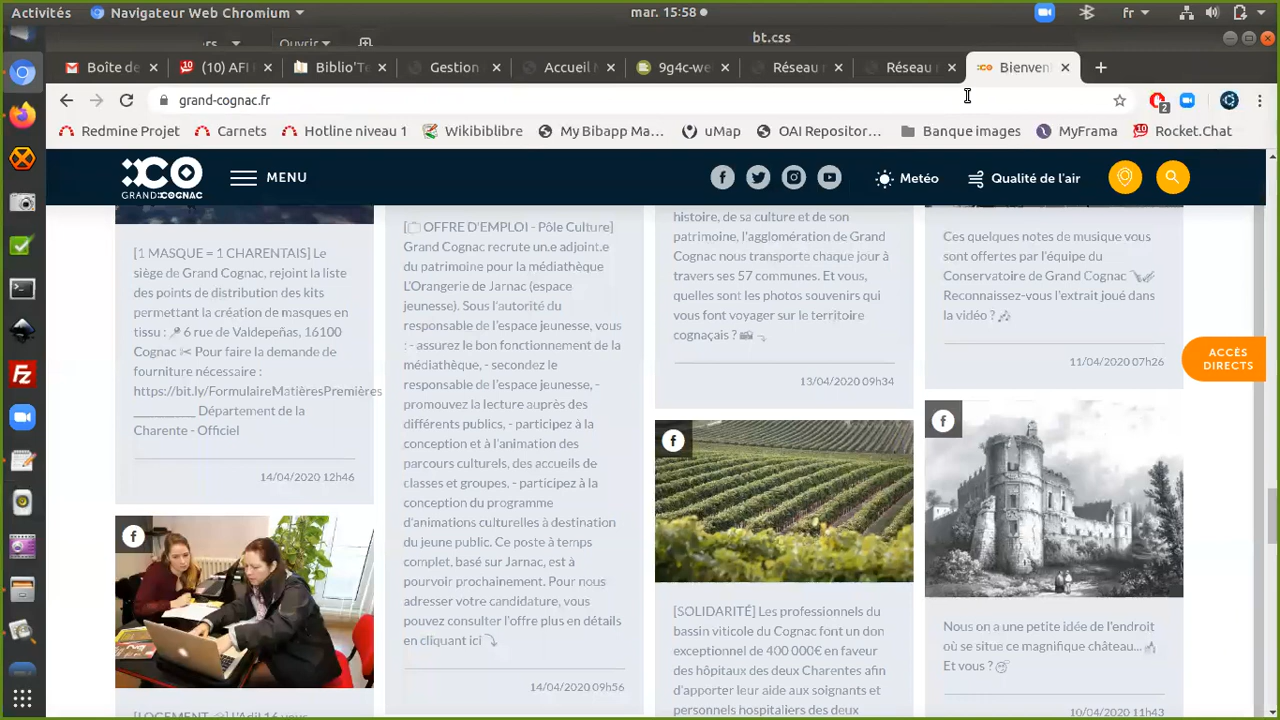 Activités
Navigateur Web Chromium
mar. 15:58
fr
Ouvrir
bt.css
Boîte de
(10) AFI
Biblio'Te
Gestion
Accueil M
9g4c-we
Réseau
Réseau
Bienven
grand-cognac.fr
2
Redmine Projet
Carnets
Hotline niveau 1
Wikibiblibre
My Bibapp Ma...
uMap
OAI Repositor...
Banque images
MyFrama
Rocket.Chat
GRAND COGNAC
MENU
Metéo
Qualité de l'air
[1 MASQUE = 1 CHARENTAIS] Le
siège de Grand Cognac, rejoint la liste
des points de distribution des kits
permettant la création de masques en
tissu : 📍 6 rue de Valdepeñas, 16100
Cognac ✂ Pour faire la demande de
fourniture nécessaire :
https://bit.ly/FormulaireMatièresPremières
____________ Département de la
Charente - Officiel
14/04/2020 12h46
[LOGEMENT L'Adil 16 vous
[OFFRE D'EMPLOI - Pôle Culture]
Grand Cognac recrute un.e adjoint.e
du patrimoine pour la médiathèque
L'Orangerie de Jarnac (espace
jeunesse). Sous l'autorité du
responsable de l'espace jeunesse, vous
: - assurez le bon fonctionnement de la
médiathèque, - secondez le
responsable de l'espace jeunesse, -
promouvez la lecture auprès des
différents publics, - participez à la
conception et à l'animation des
parcours culturels, des accueils de
classes et groupes. - participez à la
conception du programme
d'animations culturelles à destination
du jeune public. Ce poste à temps
complet, basé sur Jarnac, est à
pourvoir prochainement. Pour nous
adresser votre candidature, vous
pouvez consulter l'offre plus en détails
en cliquant ici ⤵
14/04/2020 09h56
histoire, de sa culture et de son
patrimoine, l'agglomération de Grand
Cognac nous transporte chaque jour à
travers ses 57 communes. Et vous,
quelles sont les photos souvenirs qui
vous font voyager sur le territoire
cognaçais ? 📸 ⤵
13/04/2020 09h34
[SOLIDARITÉ] Les professionnels du
bassin viticole du Cognac font un don
exceptionnel de 400 000€ en faveur
des hôpitaux des deux Charentes afin
d'apporter leur aide aux soignants et
personnels hospitaliers des deux
Ces quelques notes de musique vous
sont offertes par l'équipe du
Conservatoire de Grand Cognac
Reconnaissez-vous l'extrait joué dans
la vidéo ? 🎶
11/04/2020 07h26
Nous on a une petite idée de l'endroit
où se situe ce magnifique château...
Et vous ?
10/04/2020 11h43
ACCÈS
DIRECTS